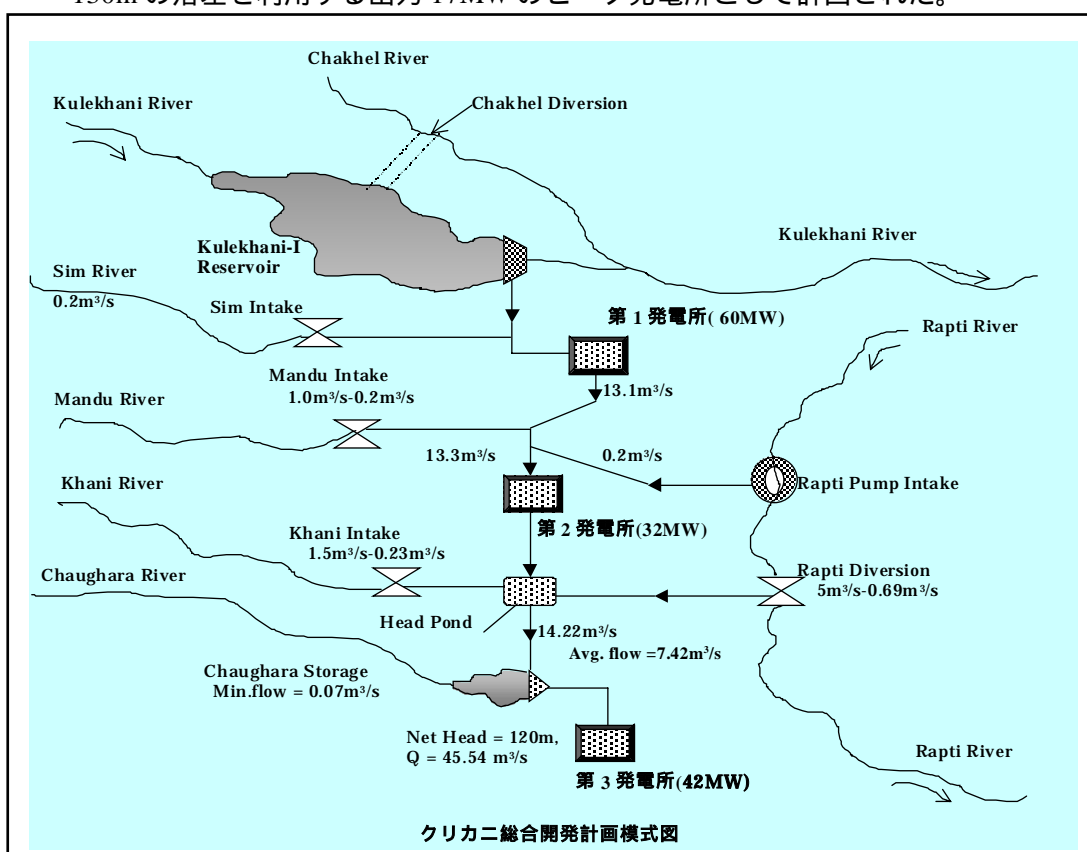 130m の落差を利用する出力 17MW のピーク発電所として計画された。
Chakhel River
Kulekhani River
Chakhel Diversion
Kulekhani-I
Reservoir
Kulekhani River
Sim River
0.2m³/s
Sim Intake
第 1 発電所( 60MW)
Rapti River
Mandu Intake
1.0m³/s-0.2m³/s
13.1m³/s
Mandu River
13.3m³/s
0.2m³/s
Khani River
Rapti Pump Intake
第 2 発電所(32MW)
Khani Intake
1.5m³/s-0.23m³/s
Chaughara River
Rapti Diversion
5m³/s-0.69m³/s
Head Pond
14.22m³/s
Avg. flow =7.42m³/s
Chaughara Storage
Min.flow = 0.07m³/s
Net Head = 120m,
Q = 45.54 m³/s
第 3 発電所(42MW)
Rapti River
クリカニ総合開発計画模式図